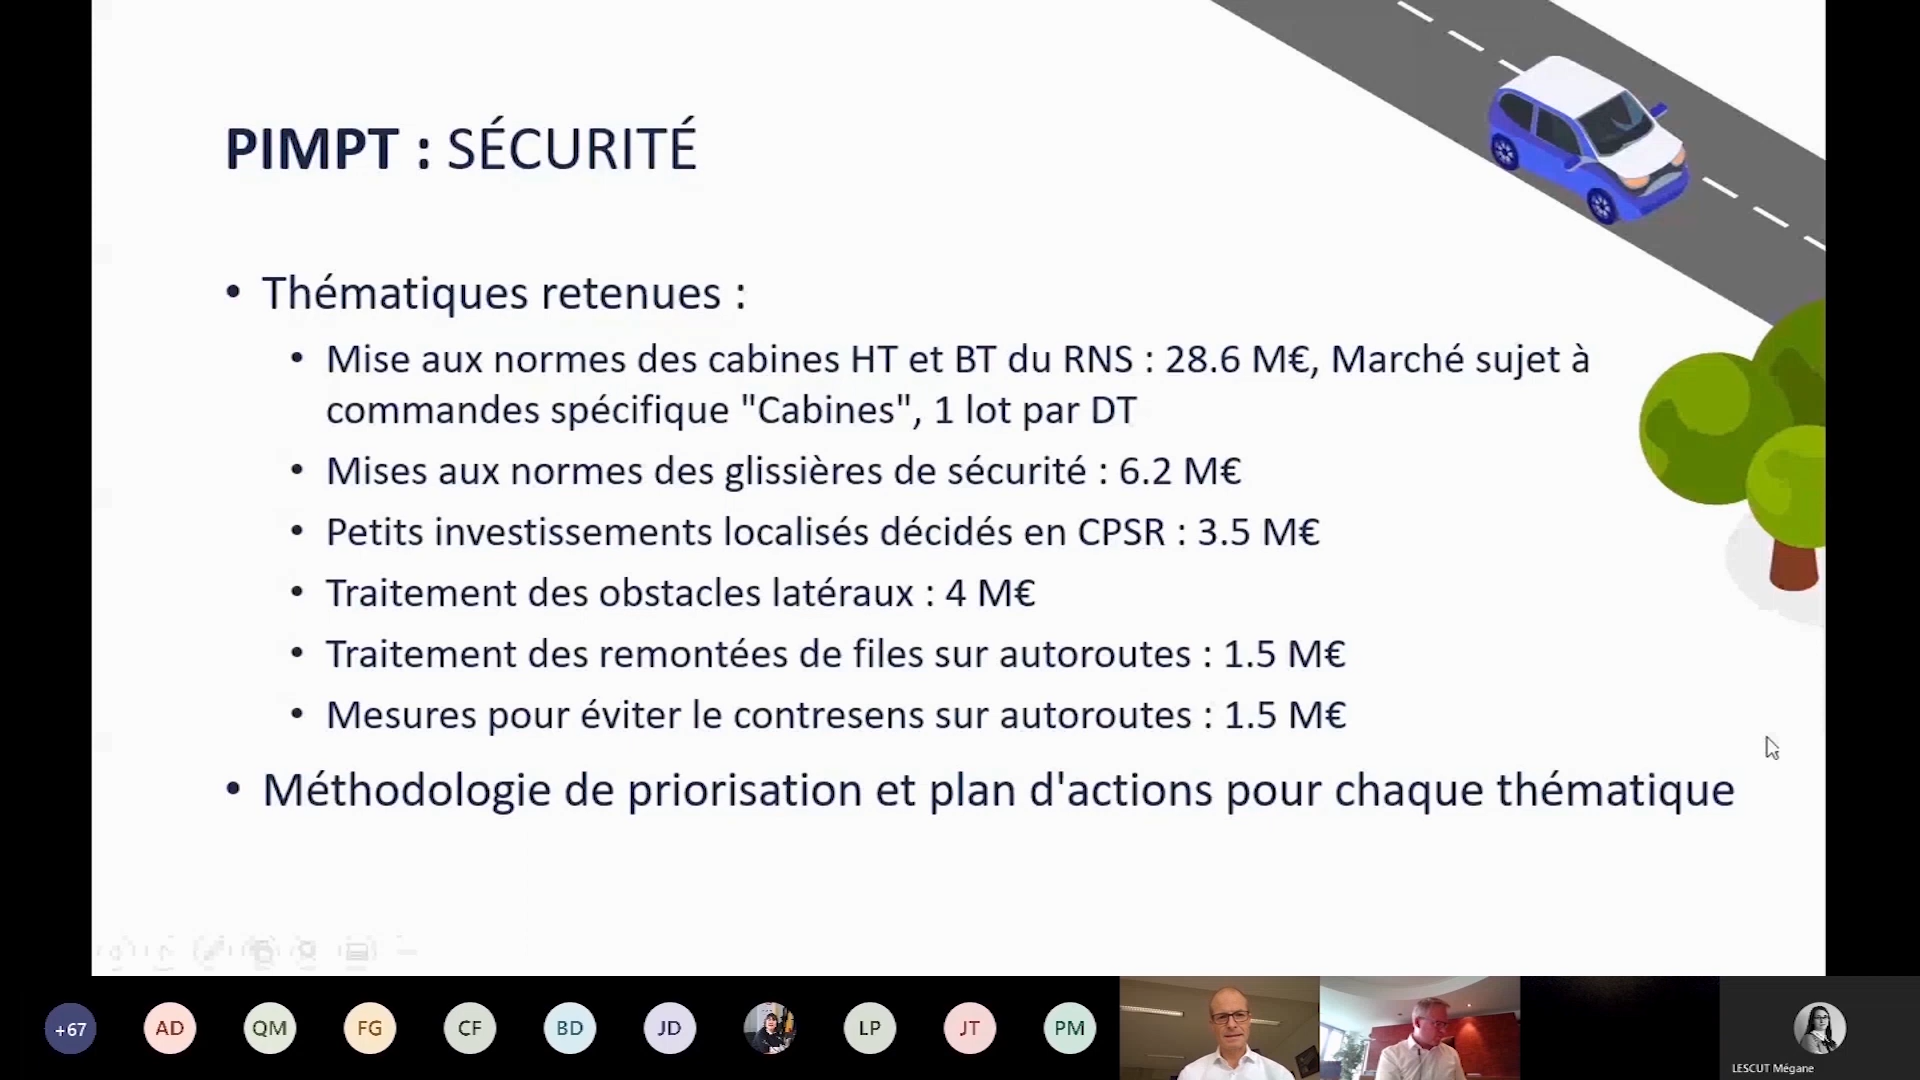 PIMPT : SÉCURITÉ
• Thématiques retenues :
• Mise aux normes des cabines HT et BT du RNS : 28.6 M€, Marché sujet à
commandes spécifique "Cabines", 1 lot par DT
• Mises aux normes des glissières de sécurité : 6.2 M€
• Petits investissements localisés décidés en CPSR : 3.5 M€
• Traitement des obstacles latéraux : 4 M€
• Traitement des remontées de files sur autoroutes : 1.5 M€
• Mesures pour éviter le contresens sur autoroutes : 1.5 M€
• Méthodologie de priorisation et plan d'actions pour chaque thématique
+67 AD QM FG CF BD JD LP JT PM
LESCUT Mégane